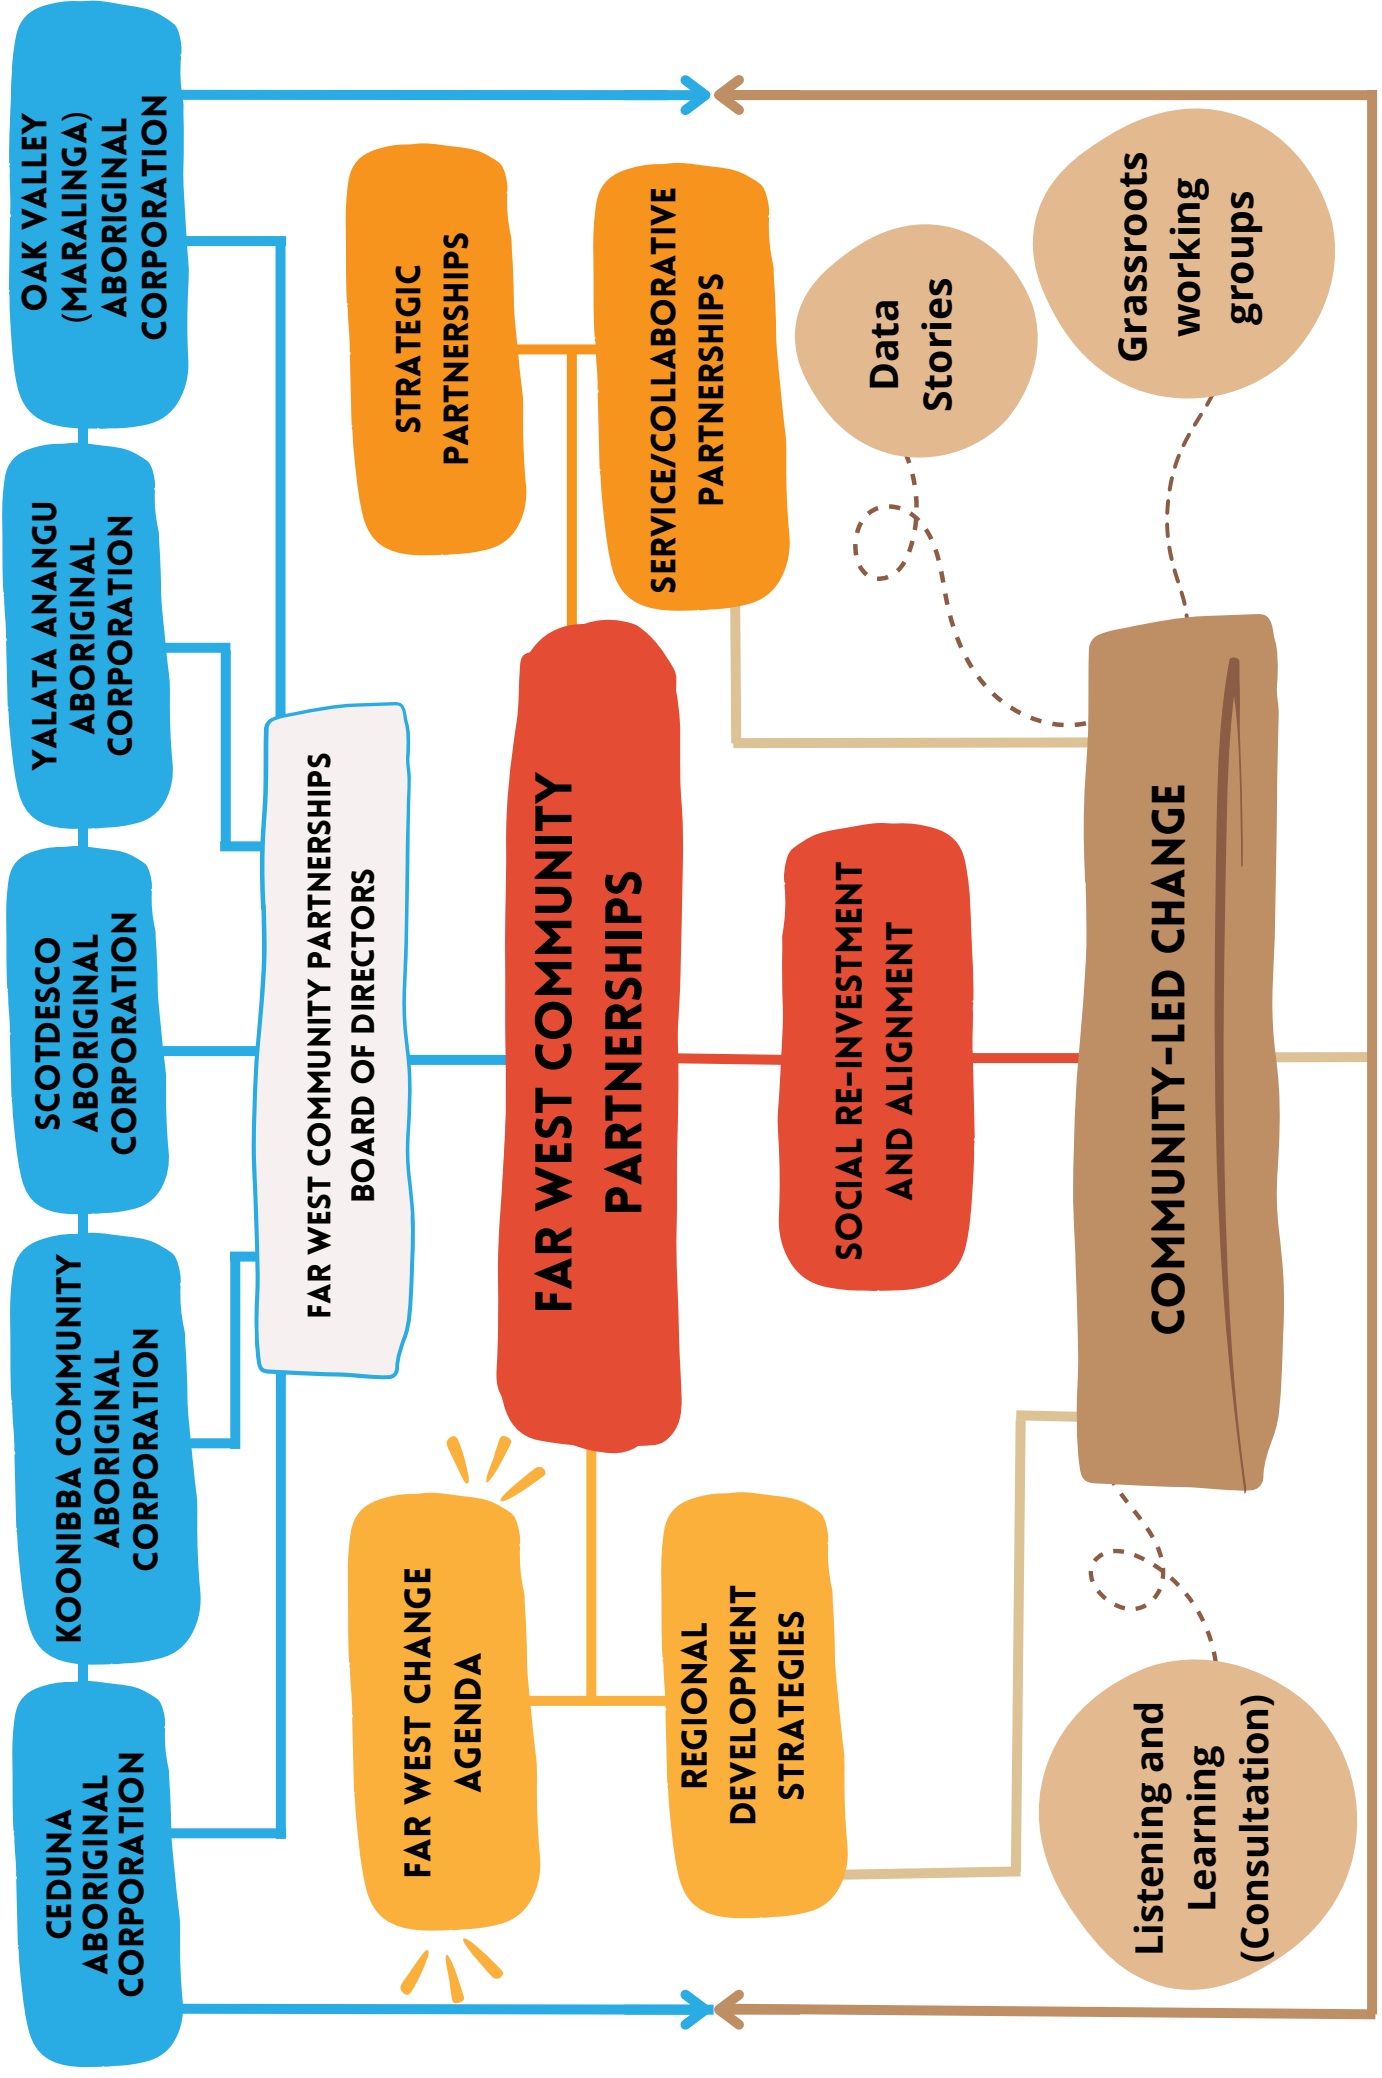 CEDUNA
ABORIGINAL
CORPORATION
KOONIBBA COMMUNITY
ABORIGINAL
CORPORATION
SCOTDESCO
ABORIGINAL
CORPORATION
YALATA ANANGU
ABORIGINAL
CORPORATION
OAK VALLEY
(MARALINGA)
ABORIGINAL
CORPORATION
FAR WEST COMMUNITY PARTNERSHIPS
BOARD OF DIRECTORS
FAR WEST CHANGE
AGENDA
STRATEGIC
PARTNERSHIPS
FAR WEST COMMUNITY
PARTNERSHIPS
REGIONAL
DEVELOPMENT
STRATEGIES
SERVICE/COLLABORATIVE
PARTNERSHIPS
SOCIAL RE-INVESTMENT
AND ALIGNMENT
Data
Stories
Listening and
Learning
(Consultation)
COMMUNITY-LED CHANGE
Grassroots
working
groups